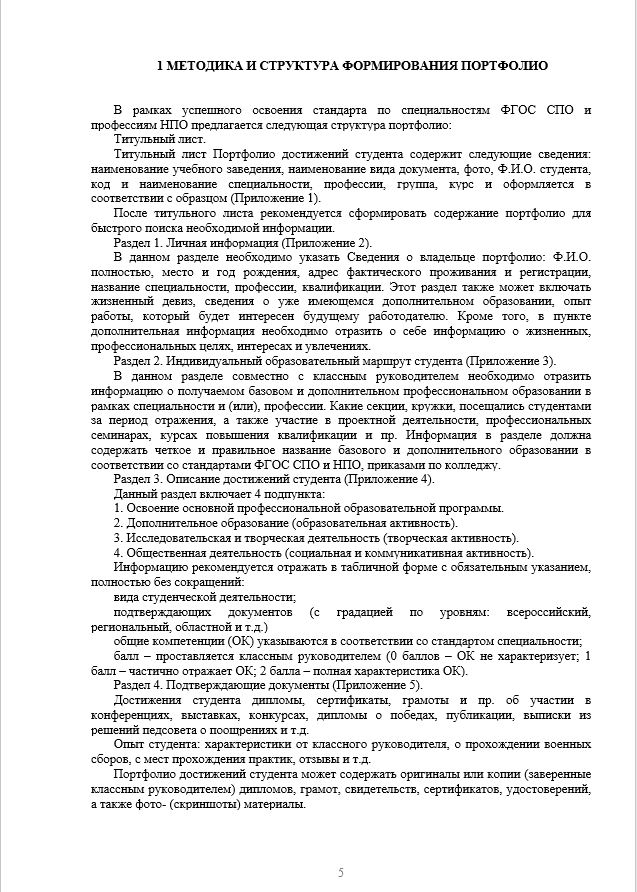 1 МЕТОДИКА И СТРУКТУРА ФОРМИРОВАНИЯ ПОРТФОЛИО
В рамках успешного освоения стандарта по специальностям ФГОС СПО и
профессиям НПО предлагается следующая структура портфолио:
Титульный лист.
Титульный лист Портфолио достижений студента содержит следующие сведения:
наименование учебного заведения, наименование вида документа, фото, Ф.И.О. студента,
код и наименование специальности, профессии, группа, курс и оформляется в
соответствии с образцом (Приложение 1).
После титульного листа рекомендуется сформировать содержание портфолио для
быстрого поиска необходимой информации.
Раздел 1. Личная информация (Приложение 2).
В данном разделе необходимо указать Сведения о владельце портфолио: Ф.И.О.
полностью, место и год рождения, адрес фактического проживания и регистрации,
название специальности, профессии, квалификации. Этот раздел также может включать
жизненный девиз, сведения о уже имеющемся дополнительном образовании, опыт
работы, который будет интересен будущему работодателю. Кроме того, в пункте
дополнительная информация необходимо отразить о себе информацию о жизненных,
профессиональных целях, интересах и увлечениях.
Раздел 2. Индивидуальный образовательный маршрут студента (Приложение 3).
В данном разделе совместно с классным руководителем необходимо отразить
информацию о получаемом базовом и дополнительном профессиональном образовании в
рамках специальности и (или), профессии. Какие секции, кружки, посещались студентами
за период отражения, а также участие в проектной деятельности, профессиональных
семинарах, курсах повышения квалификации и пр. Информация в разделе должна
содержать четкое и правильное название базового и дополнительного образовании в
соответствии со стандартами ФГОС СПО и НПО, приказами по колледжу.
Раздел 3. Описание достижений студента (Приложение 4).
Данный раздел включает 4 подпункта:
1. Освоение основной профессиональной образовательной программы.
2. Дополнительное образование (образовательная активность).
3. Исследовательская и творческая деятельность (творческая активность).
4. Общественная деятельность (социальная и коммуникативная активность).
Информацию рекомендуется отражать в табличной форме с обязательным указанием,
полностью без сокращений:
вида студенческой деятельности;
подтверждающих документов (с градацией по уровням: всероссийский,
региональный, областной и т.д.)
общие компетенции (ОК) указываются в соответствии со стандартом специальности;
балл – проставляется классным руководителем (0 баллов – ОК не характеризует; 1
балл – частично отражает ОК; 2 балла – полная характеристика ОК).
Раздел 4. Подтверждающие документы (Приложение 5).
Достижения студента дипломы, сертификаты, грамоты и пр. об участии в
конференциях, выставках, конкурсах, дипломы о победах, публикации, выписки из
решений педсовета о поощрениях и т.д.
Опыт студента: характеристики от классного руководителя, о прохождении военных
сборов, с мест прохождения практик, отзывы и т.д.
Портфолио достижений студента может содержать оригиналы или копии (заверенные
классным руководителем) дипломов, грамот, свидетельств, сертификатов, удостоверений,
а также фото- (скриншоты) материалы.
5